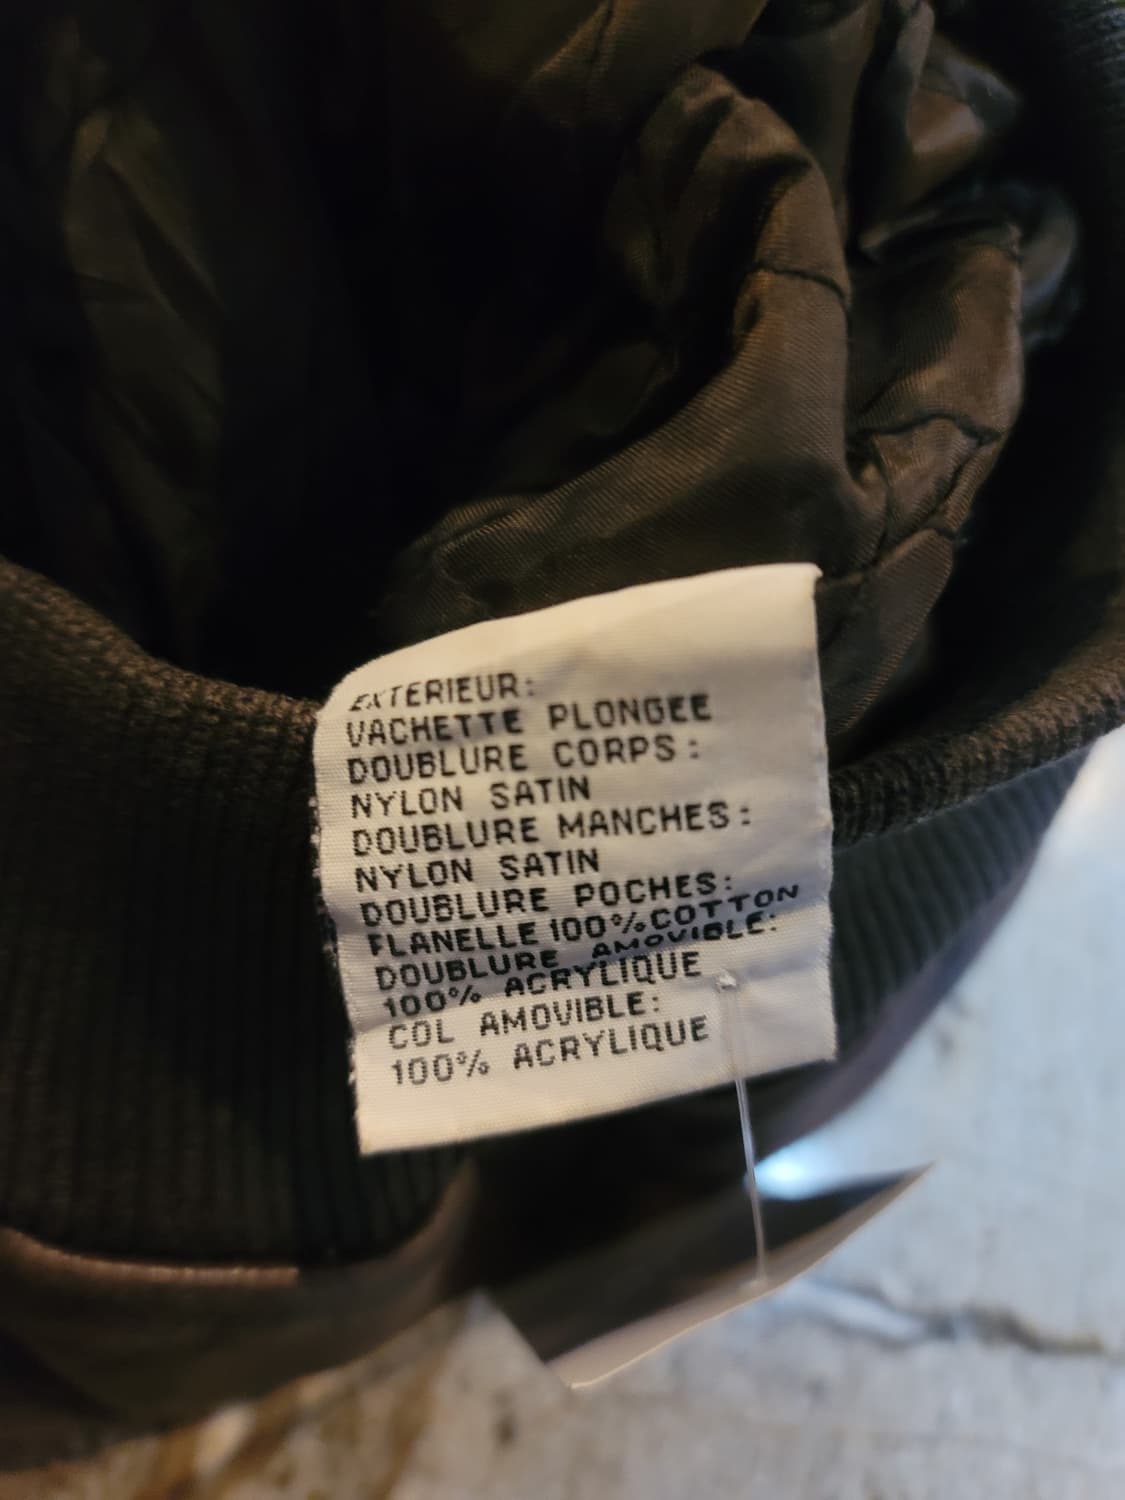 EXTERIEUR:
VACHETTE PLONGEE
DOUBLURE CORPS:
NYLON SATIN
DOUBLURE MANCHES:
NYLON SATIN
DOUBLURE POCHES:
FLANELLE 100% COTTON
DOUBLURE AMOVIBLE:
100% ACRYLIQUE
COL AMOVIBLE:
100% ACRYLIQUE